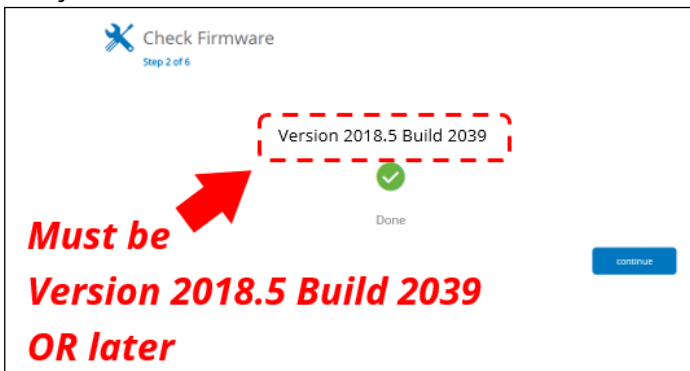 Check Firmware
Step 2 of 6
Version 2018.5 Build 2039
Done
continue
Must be
Version 2018.5 Build 2039
OR later